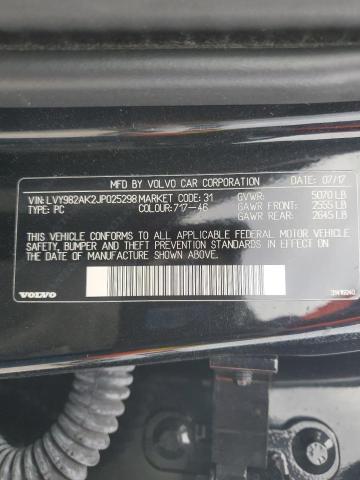 MFD BY VOLVO CAR CORPORATION DATE: 07/17
VIN: LVY982AK2JP025298 MARKET CODE: 31 GVWR: 5070 LB
TYPE: PC COLOUR: 717-46 GAWR FRONT: 2555 LB
GAWR REAR: 2645 LB
THIS VEHICLE CONFORMS TO ALL APPLICABLE FEDERAL MOTOR VEHICLE
SAFETY, BUMPER AND THEFT PREVENTION STANDARDS IN
EFFECT ON THE DATE OF MANUFACTURE SHOWN
ABOVE.
VOLVO